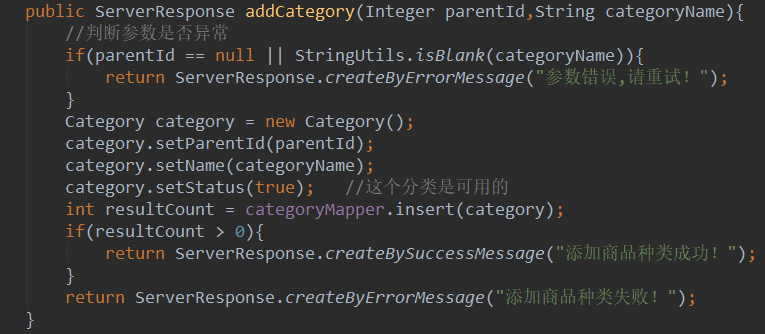 public ServerResponse addCategory(Integer parentId,String categoryName){
//判断参数是否异常
if(parentId == null || StringUtils.isBlank(categoryName)){
return ServerResponse.createByErrorMessage("参数错误,请重试！");
}
Category category = new Category();
category.setParentId(parentId);
category.setName(categoryName);
category.setStatus(true);   //这个分类是可用的
int resultCount = categoryMapper.insert(category);
if(resultCount > 0){
return ServerResponse.createBySuccessMessage("添加商品种类成功！");
}
return ServerResponse.createByErrorMessage("添加商品种类失败！");
}